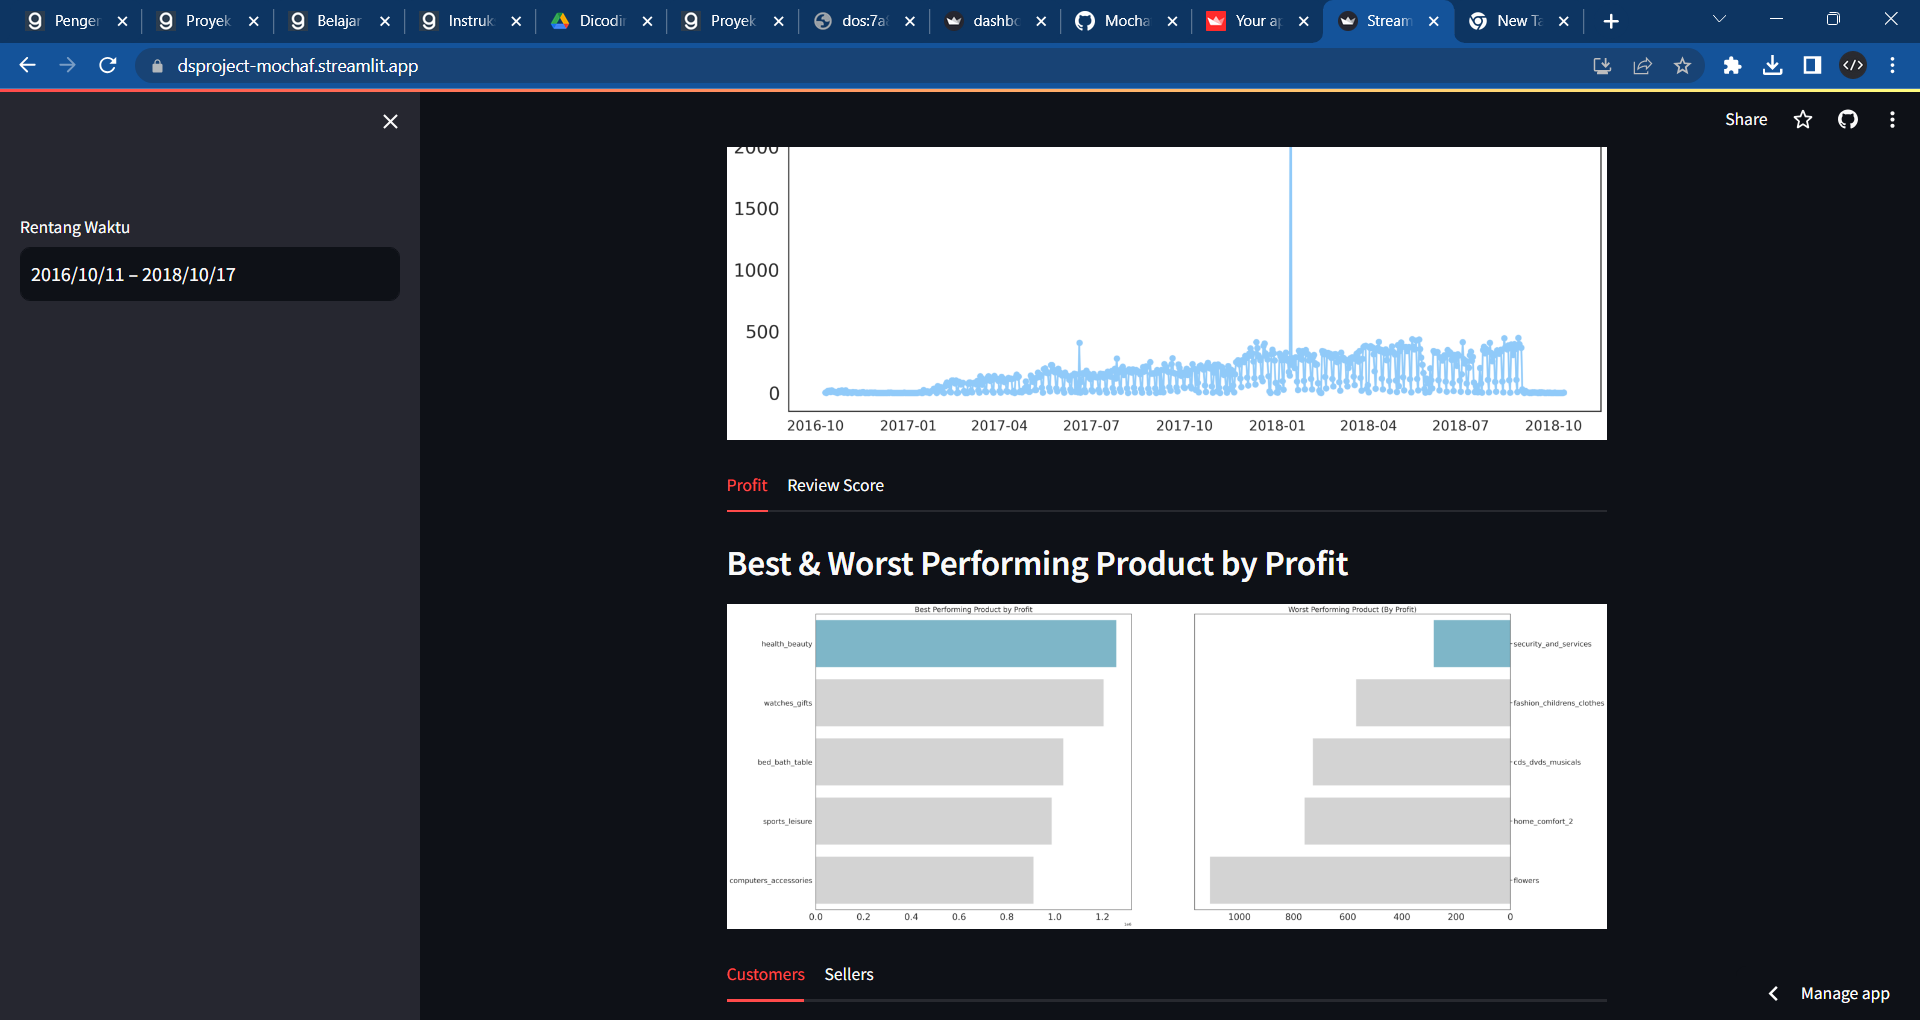 Penger
Proyek
Belajar
Instruk
Dicodin
Proyek
dos:7a
dashbo
Mocha
Your ap
Stream
New Ta
dsproject-mochaf.streamlit.app
Share
Rentang Waktu
2016/10/11 – 2018/10/17
2000
1500
1000
500
0
2016-10 2017-01 2017-04 2017-07 2017-10 2018-01 2018-04 2018-07 2018-10
Profit Review Score
Best & Worst Performing Product by Profit
Best Performing Product by Profit
health_beauty
watches_gifts
bed_bath_table
sports_leisure
computers_accessories
0.0 0.2 0.4 0.6 0.8 1.0 1.2
1e6
Worst Performing Product (By Profit)
security_and_services
fashion_childrens_clothes
cds_dvds_musicals
home_comfort_2
flowers
1000 800 600 400 200 0
Customers Sellers
Manage app